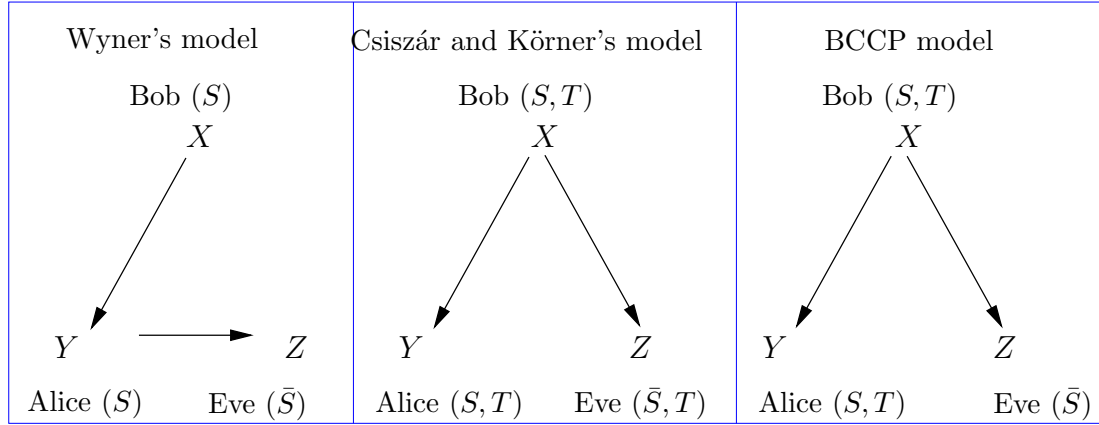 Wyner's model
Bob (S)
X
Y
Z
Alice (S)
Eve (S̄)
Csiszár and Körner's model
Bob (S, T)
X
Y
Z
Alice (S, T)
Eve (S̄, T)
BCCP model
Bob (S, T)
X
Y
Z
Alice (S, T)
Eve (S̄)